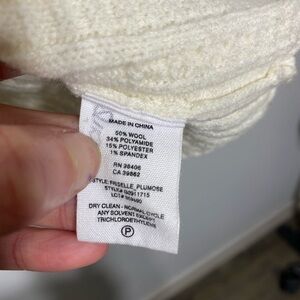 MADE IN CHINA
50% WOOL
34% POLYAMIDE
15% POLYESTER
1% SPANDEX
RN 98406
CA 39862
STYLE: TRISELLE_PLUMOSE
DRY CLEAN - NORMAL CYCLE
ANY SOLVENT EXCEPT
TRICHLOROETHYLENE
P